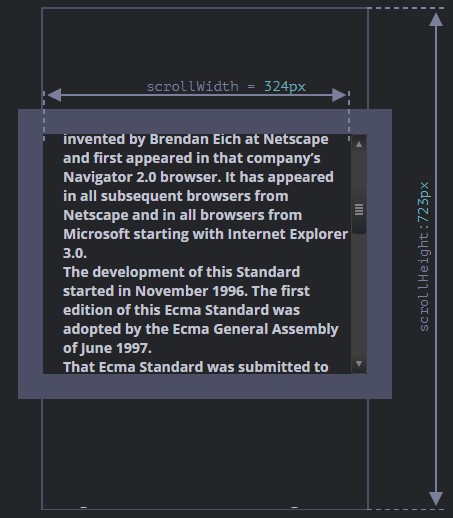 scrollWidth = 324px
invented by Brendan Eich at Netscape
and first appeared in that company’s
Navigator 2.0 browser. It has appeared
in all subsequent browsers from
Netscape and in all browsers from
Microsoft starting with Internet Explorer
3.0.
The development of this Standard
started in November 1996. The first
edition of this Ecma Standard was
adopted by the Ecma General Assembly
of June 1997.
That Ecma Standard was submitted to
scrollHeight:723px